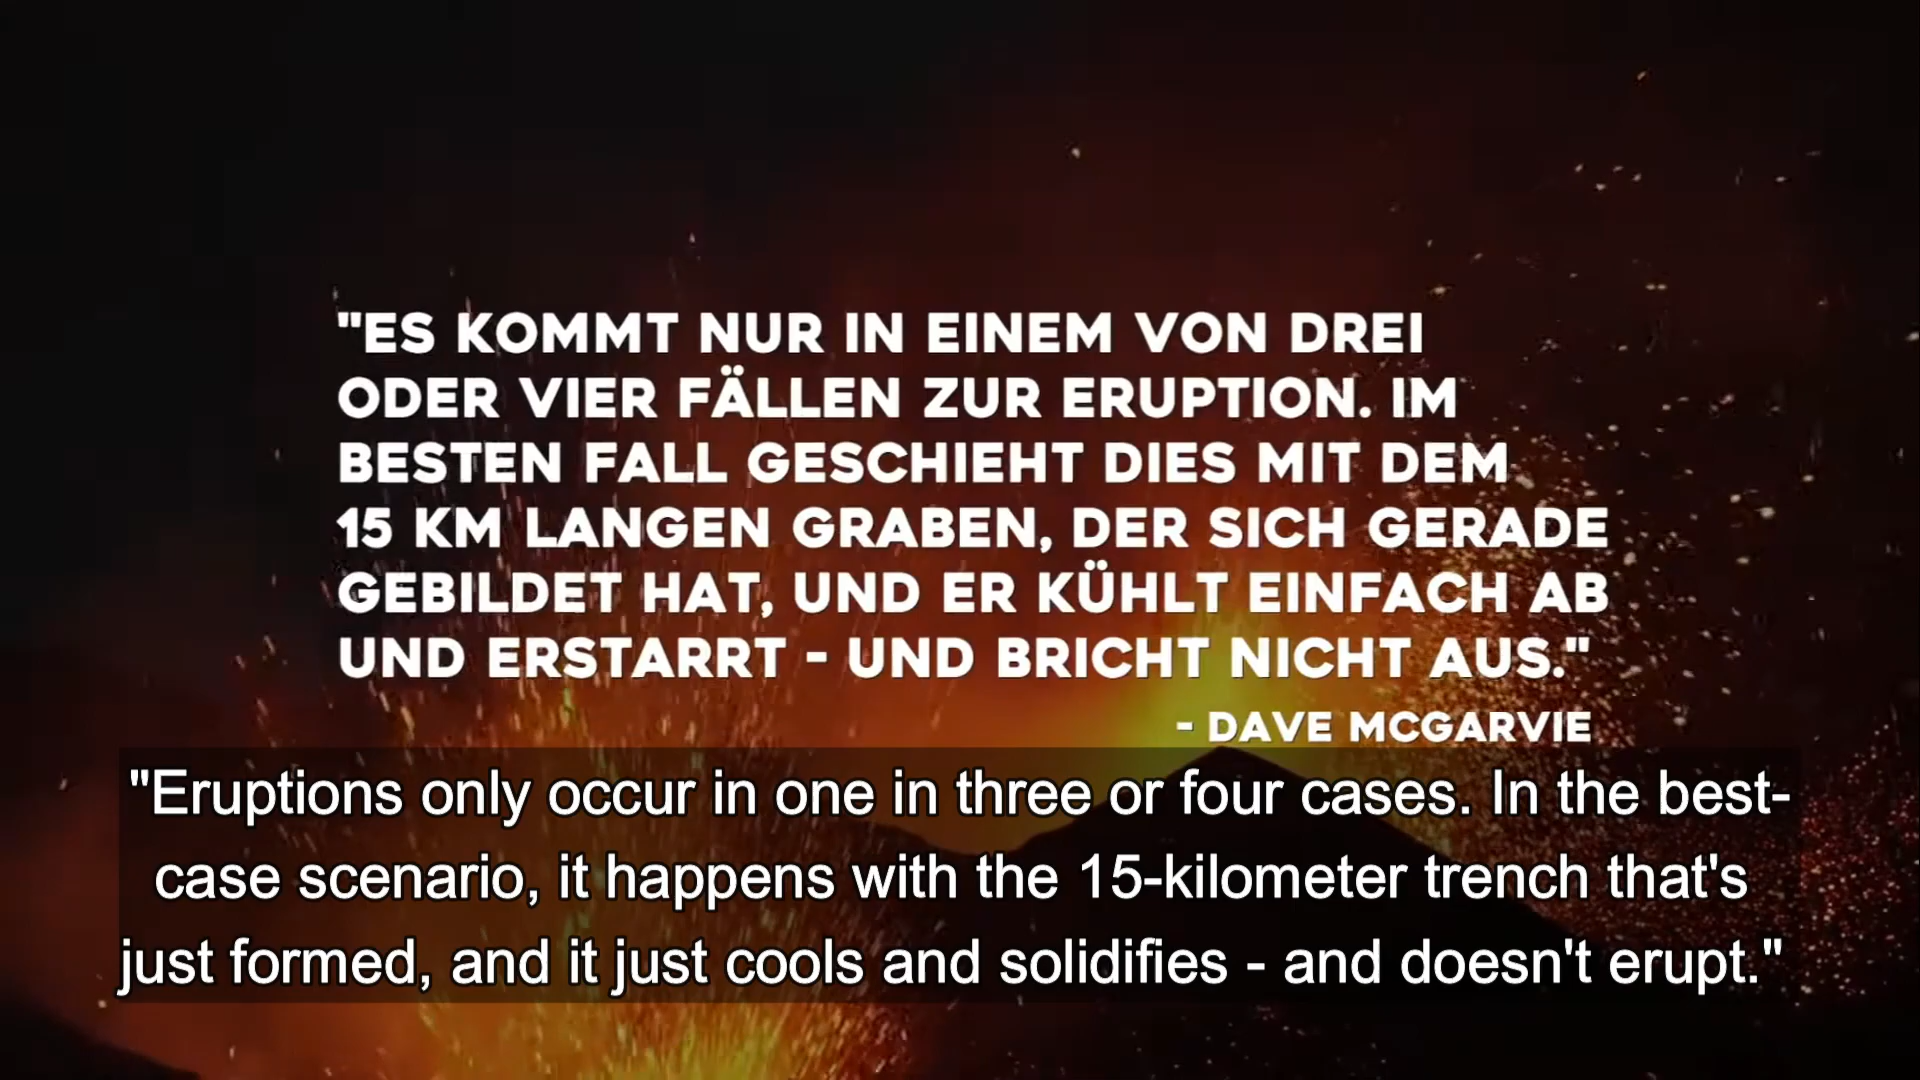 "ES KOMMT NUR IN EINEM VON DREI
ODER VIER FÄLLEN ZUR ERUPTION. IM
BESTEN FALL GESCHIEHT DIES MIT DEM
15 KM LANGEN GRABEN, DER SICH GERADE
GEBILDET HAT, UND ER KÜHLT EINFACH AB
UND ERSTARRT - UND BRICHT NICHT AUS."
- DAVE MCGARVIE
"Eruptions only occur in one in three or four cases. In the best-
case scenario, it happens with the 15-kilometer trench that's
just formed, and it just cools and solidifies - and doesn't erupt."